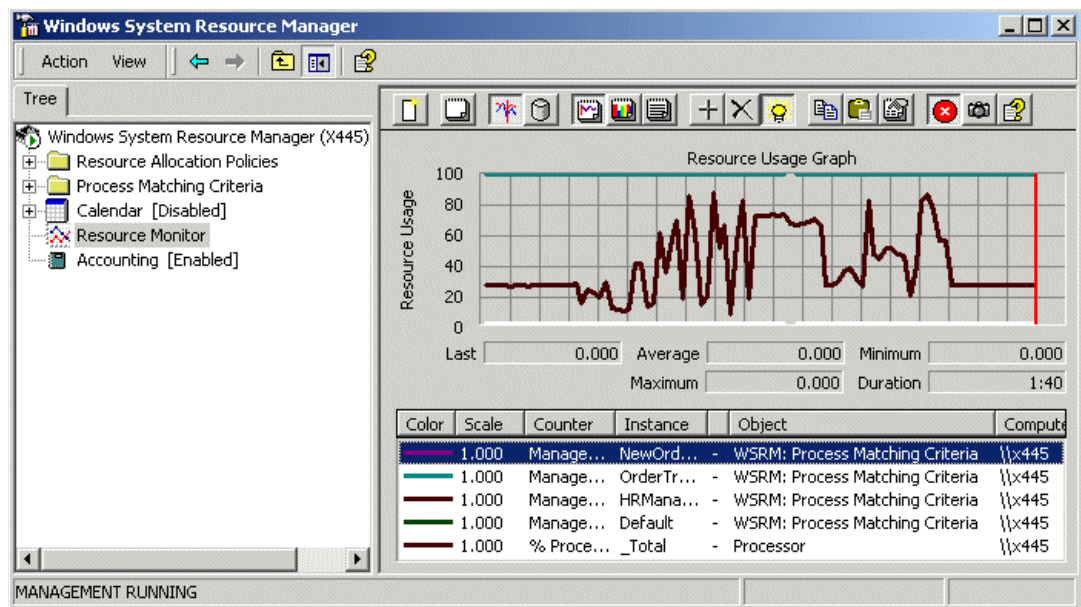 Windows System Resource Manager
Action View
Tree
Windows System Resource Manager (X445)
Resource Allocation Policies
Process Matching Criteria
Calendar [Disabled]
Resource Monitor
Accounting [Enabled]
Resource Usage Graph
Resource Usage
100
80
60
40
20
0
Last 0.000 Average 0.000 Minimum 0.000
Maximum 0.000 Duration 1:40
Color Scale Counter Instance Object Compute
1.000 Manage... NewOrd... - WSRM: Process Matching Criteria \\x445
1.000 Manage... OrderTr... - WSRM: Process Matching Criteria \\x445
1.000 Manage... HRMana... - WSRM: Process Matching Criteria \\x445
1.000 Manage... Default - WSRM: Process Matching Criteria \\x445
1.000 % Proce... _Total - Processor \\x445
MANAGEMENT RUNNING